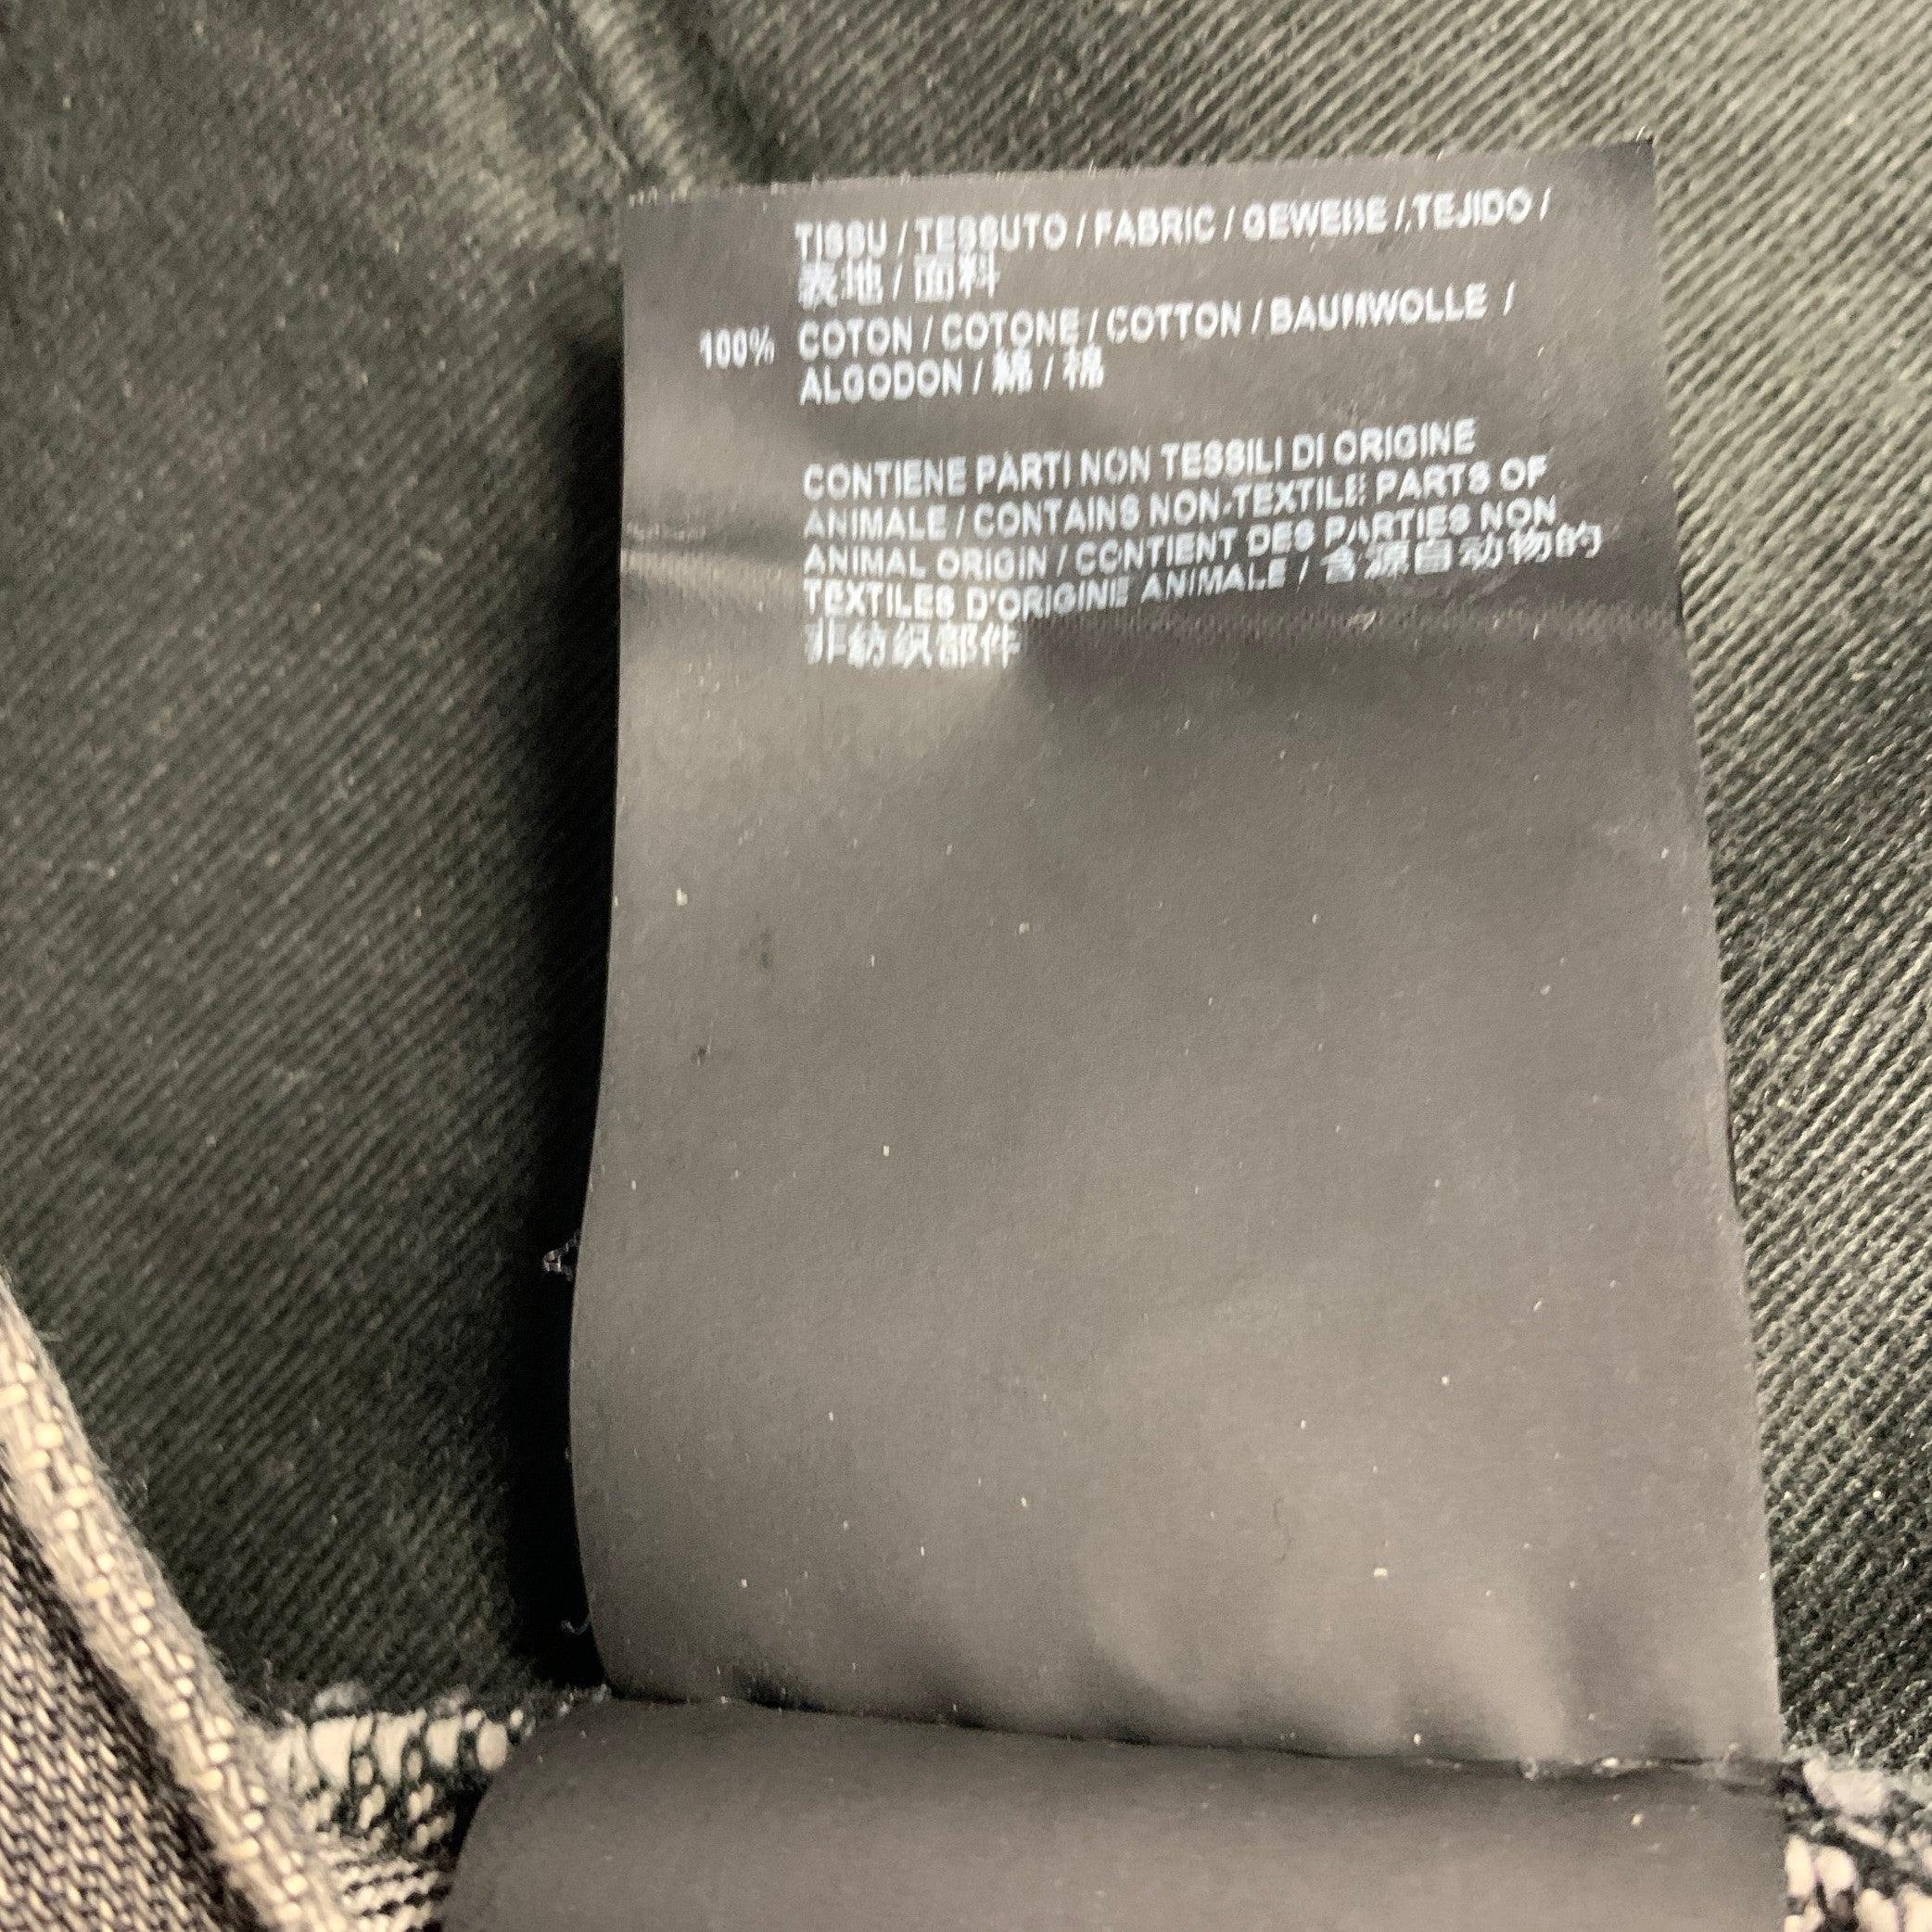 TISSU / TESSUTO / FABRIC / GEWEBE / TEJIDO /
表地 / 面料
100% COTON / COTONE / COTTON / BAUMWOLLE /
ALGODON / 綿 / 棉
CONTIENE PARTI NON TESSILI DI ORIGINE
ANIMALE / CONTAINS NON-TEXTILE PARTS OF
ANIMAL ORIGIN / CONTIENT DES PARTIES NON
TEXTILES D'ORIGINE ANIMALE / 含源自动物的
非纺织部件